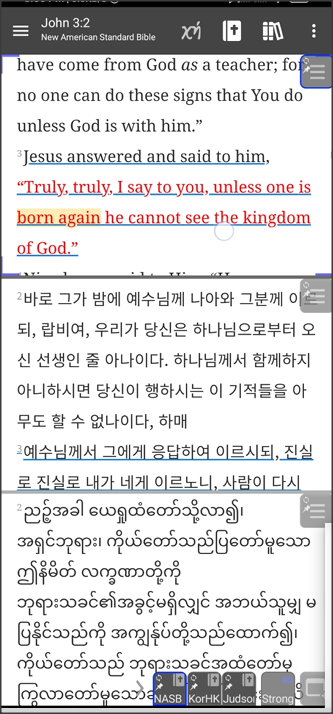 John 3:2
New American Standard Bible
have come from God as a teacher; for
no one can do these signs that You do
unless God is with him.”
3Jesus answered and said to him,
“Truly, truly, I say to you, unless one is
born again he cannot see the kingdom
of God.”
2바로 그가 밤에 예수님께 나아와 그분께
되, 랍비여, 우리가 당신은 하나님으로부터 오
신 선생인 줄 아나이다. 하나님께서 함께하지
아니하시면 당신이 행하시는 이 기적들을 아
무도 할 수 없나이다, 하매
3예수님께서 그에게 응답하여 이르시되, 진실
로 진실로 내가 네게 이르노니, 사람이 다시
2ညဉ့်အခါ ယေရှုထံတော်သို့လာ၍၊
အရှင်ဘုရား၊ ကိုယ်တော်သည်ပြတော်မူသော
ဤနိမိတ် လက္ခဏာတို့ကို
ဘုရားသခင်၏အခွင့်မရှိလျှင် အဘယ်သူမျှ မ
ပြုနိုင်သည်ကို အကျွန်ုပ်တို့သည်ထောက်၍၊
ကိုယ်တော်သည် ဘုရားသခင်အထံတော်မှ
ကြွလာတော်မူသော
NASB KorHK Judson Strong